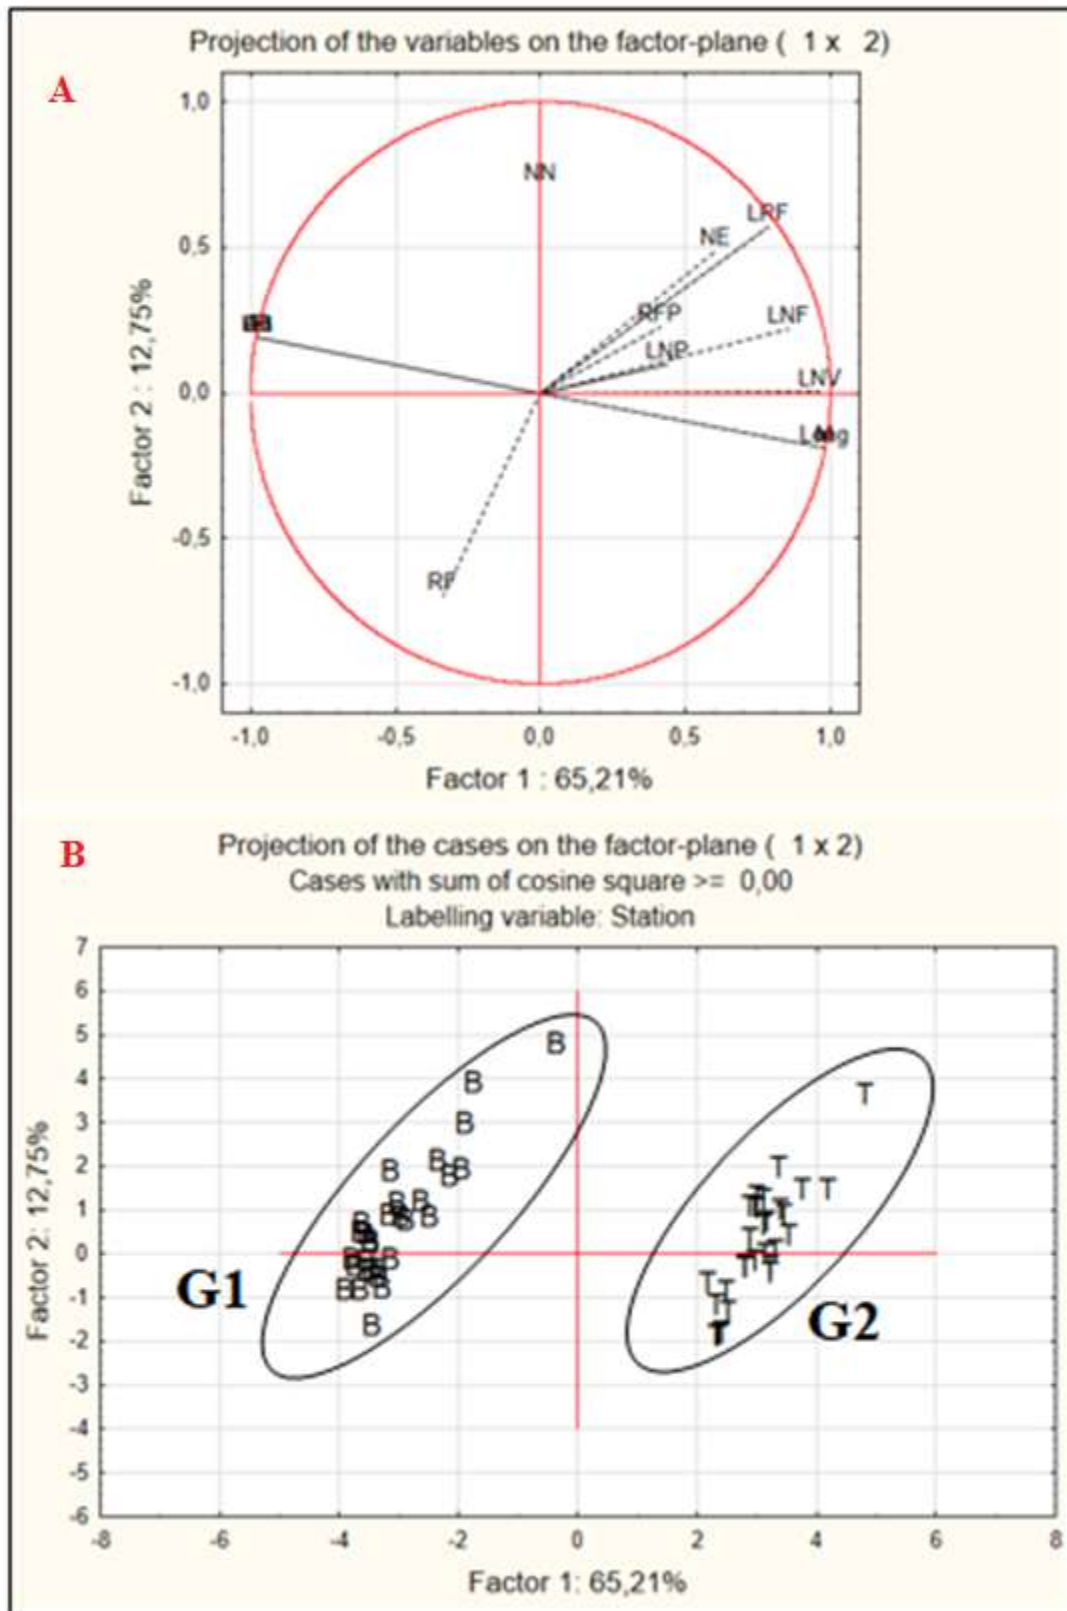 Projection of the variables on the factor-plane ( 1 x 2)
A
1,0
NN
LRF
NE
0,5
RFP
LNF
LNP
LNV
0,0
RF
-0,5
-1,0
-1,0 -0,5 0,0 0,5 1,0
Factor 2 : 12,75%
Factor 1 : 65,21%
B
Projection of the cases on the factor-plane ( 1 x 2)
Cases with sum of cosine square >= 0,00
Labelling variable: Station
7
6
5
4
3
2
1
0
-1
-2
-3
-4
-5
-6
B
B
B
B
B
B
B
T
T
T
T
G1
G2
-8 -6 -4 -2 0 2 4 6 8
Factor 2: 12,75%
Factor 1: 65,21%